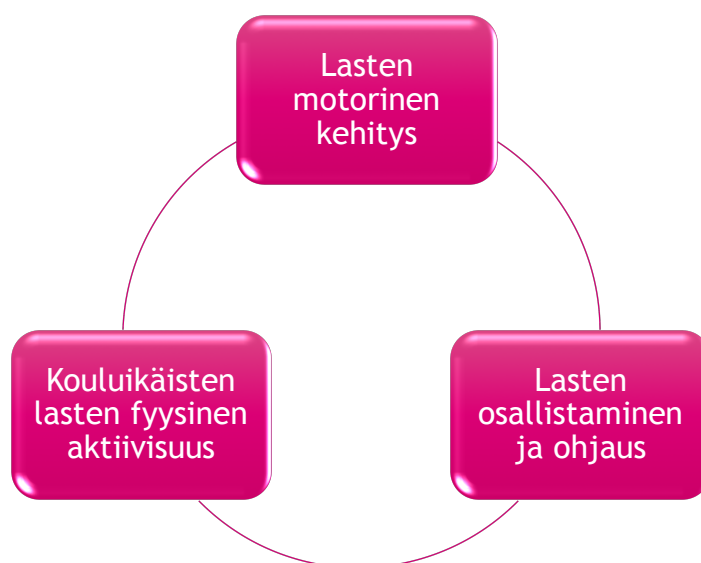 Lasten
motorinen
kehitys
Kouluikäisten
lasten fyysinen
aktiivisuus
Lasten
osallistaminen
ja ohjaus